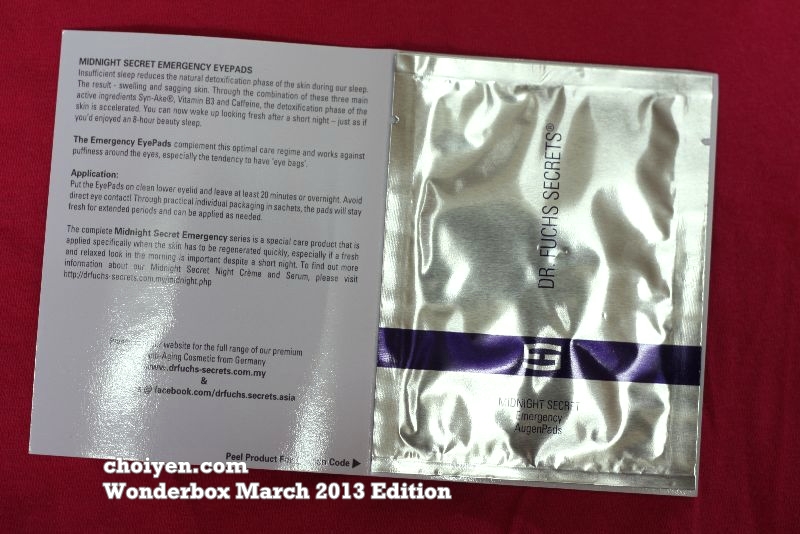 MIDNIGHT SECRET EMERGENCY EYEPADS
Insufficient sleep reduces the natural detoxification phase of the skin during our sleep.
The result - swelling and sagging skin. Through the combination of these three main
active ingredients Syn-Ake®, Vitamin B3 and Caffeine, the detoxification phase of the
skin is accelerated. You can now wake up looking fresh after a short night – just as if
you'd enjoyed an 8-hour beauty sleep.
The Emergency EyePads complement this optimal care regime and works against
puffiness around the eyes, especially the tendency to have 'eye bags'.
Application:
Put the EyePads on clean lower eyelid and leave at least 20 minutes or overnight. Avoid
direct eye contact! Through practical individual packaging in sachets, the pads will stay
fresh for extended periods and can be applied as needed.
The complete Midnight Secret Emergency series is a special care product that is
applied specifically when the skin has to be regenerated quickly, especially if a fresh
and relaxed look in the morning is important despite a short night. To find out more
information about our Midnight Secret Night Crème and Serum, please visit
http://drfuchs-secrets.com.my/midnight.php
website for the full range of our premium
Cosmetic from Germany
www.drfuchs-secrets.com.my
&
@ facebook.com/drfuchs.secrets.asia
Peel Product For Code ▶
DR. FUCHS SECRETS®
MIDNIGHT SECRET
Emergency
AugenPads
choiyen.com
Wonderbox March 2013 Edition